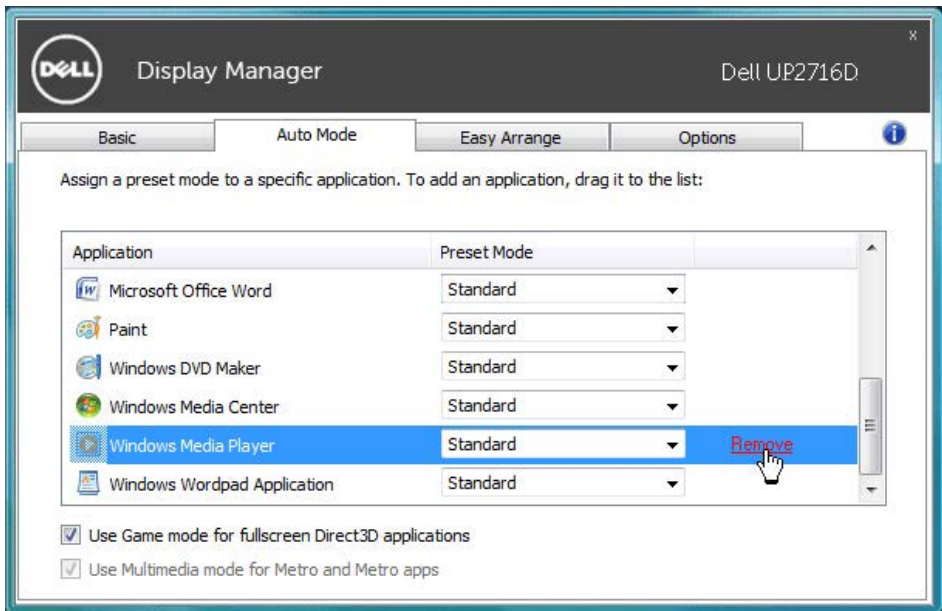 x
DELL
Display Manager
Dell UP2716D
Basic
Auto Mode
Easy Arrange
Options
Assign a preset mode to a specific application. To add an application, drag it to the list:
Application Preset Mode
Microsoft Office Word Standard
Paint Standard
Windows DVD Maker Standard
Windows Media Center Standard
Windows Media Player Standard Remove
Windows Wordpad Application Standard
Use Game mode for fullscreen Direct3D applications
Use Multimedia mode for Metro and Metro apps